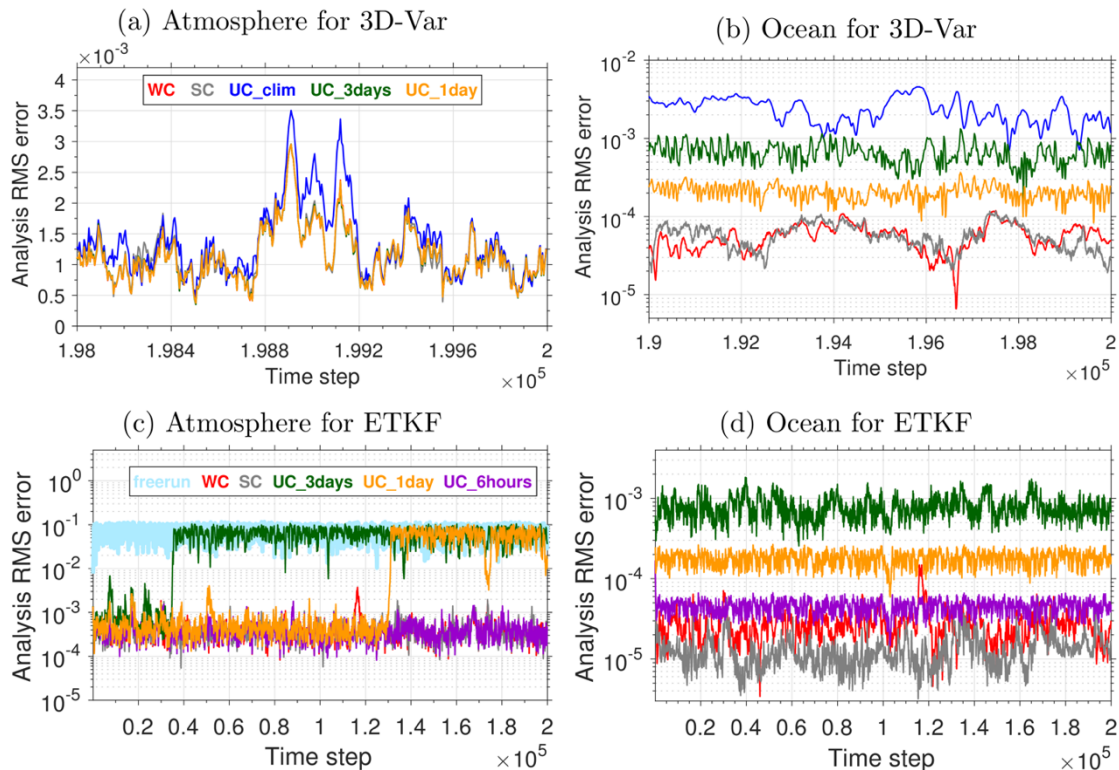 (a) Atmosphere for 3D-Var
×10⁻³
Analysis RMS error
4
3.5
3
2.5
2
1.5
1
0.5
0
WC SC UC_clim UC_3days UC_1day
1.98 1.984 1.988 1.992 1.996 2
Time step
×10⁵
(b) Ocean for 3D-Var
Analysis RMS error
10⁻²
10⁻³
10⁻⁴
10⁻⁵
1.9 1.92 1.94 1.96 1.98 2
Time step
×10⁵
(c) Atmosphere for ETKF
Analysis RMS error
10⁰
10⁻¹
10⁻²
10⁻³
10⁻⁴
10⁻⁵
freerun WC SC UC_3days UC_1day UC_6hours
0.2 0.4 0.6 0.8 1 1.2 1.4 1.6 1.8 2
Time step
×10⁵
(d) Ocean for ETKF
Analysis RMS error
10⁻³
10⁻⁴
10⁻⁵
0.2 0.4 0.6 0.8 1 1.2 1.4 1.6 1.8 2
Time step
×10⁵